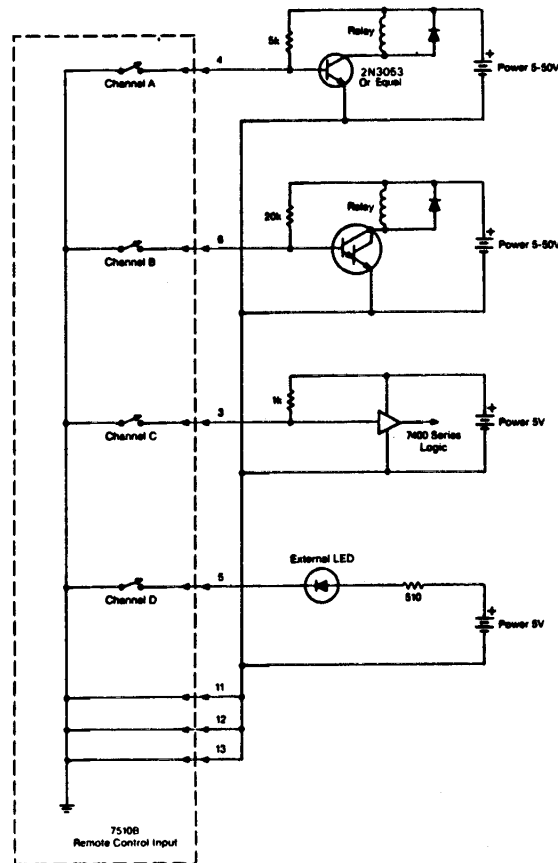 5k
Relay
4
Channel A
2N3053
Or Equal
+
Power 5-50V
20k
Relay
6
Channel B
+
Power 5-50V
1k
3
Channel C
7400 Series
Logic
+
Power 5V
External LED
5
Channel D
510
+
Power 5V
11
12
13
7510B
Remote Control Input